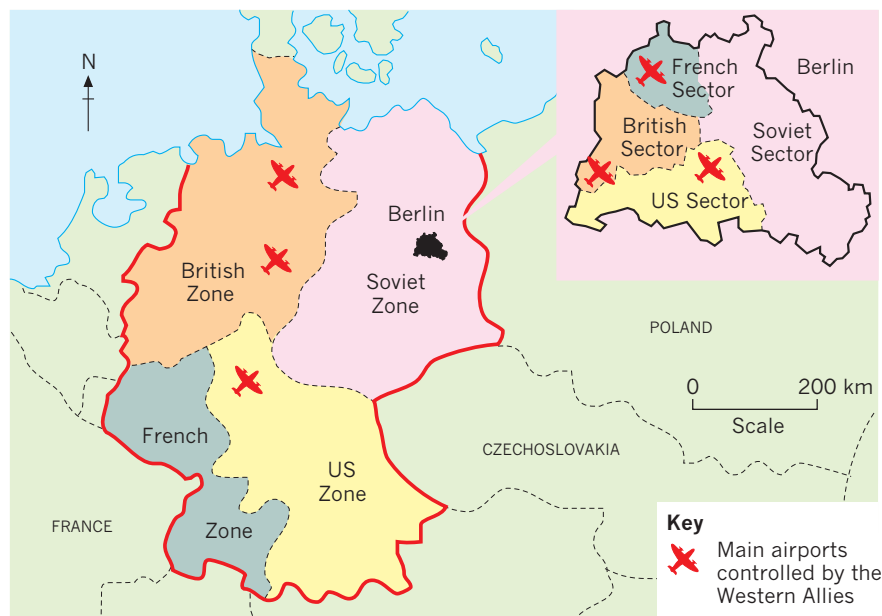 N
British
Zone
Berlin
Soviet
Zone
French
Zone
US
Zone
FRANCE
CZECHOSLOVAKIA
POLAND
French
Sector
British
Sector
US Sector
Soviet
Sector
Berlin
0 200 km
Scale
Key
Main airports
controlled by the
Western Allies